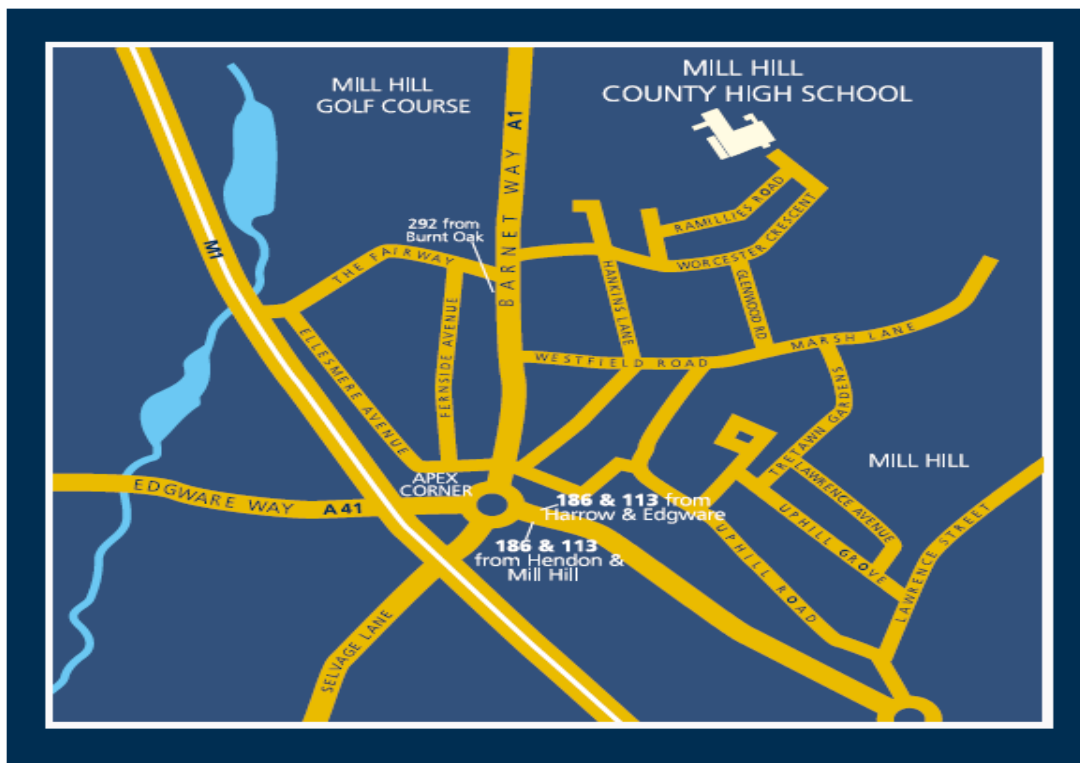 MILL HILL
COUNTY HIGH SCHOOL
MILL HILL
GOLF COURSE
BARNET WAY A1
RAMILLIES ROAD
WORCESTER CRESCENT
292 from
Burnt Oak
M1
THE FAIRWAY
HANKINS LANE
GLENWOOD RD
ELLESMERE AVENUE
FERNSIDE AVENUE
WESTFIELD ROAD
MARSH LANE
TRETAWN GARDENS
MILL HILL
LAWRENCE AVENUE
APEX
CORNER
EDGWARE WAY A41
186 & 113 from
Harrow & Edgware
186 & 113
from Hendon &
Mill Hill
UPHILL ROAD
UPHILL GROVE
LAWRENCE STREET
SELVAGE LANE